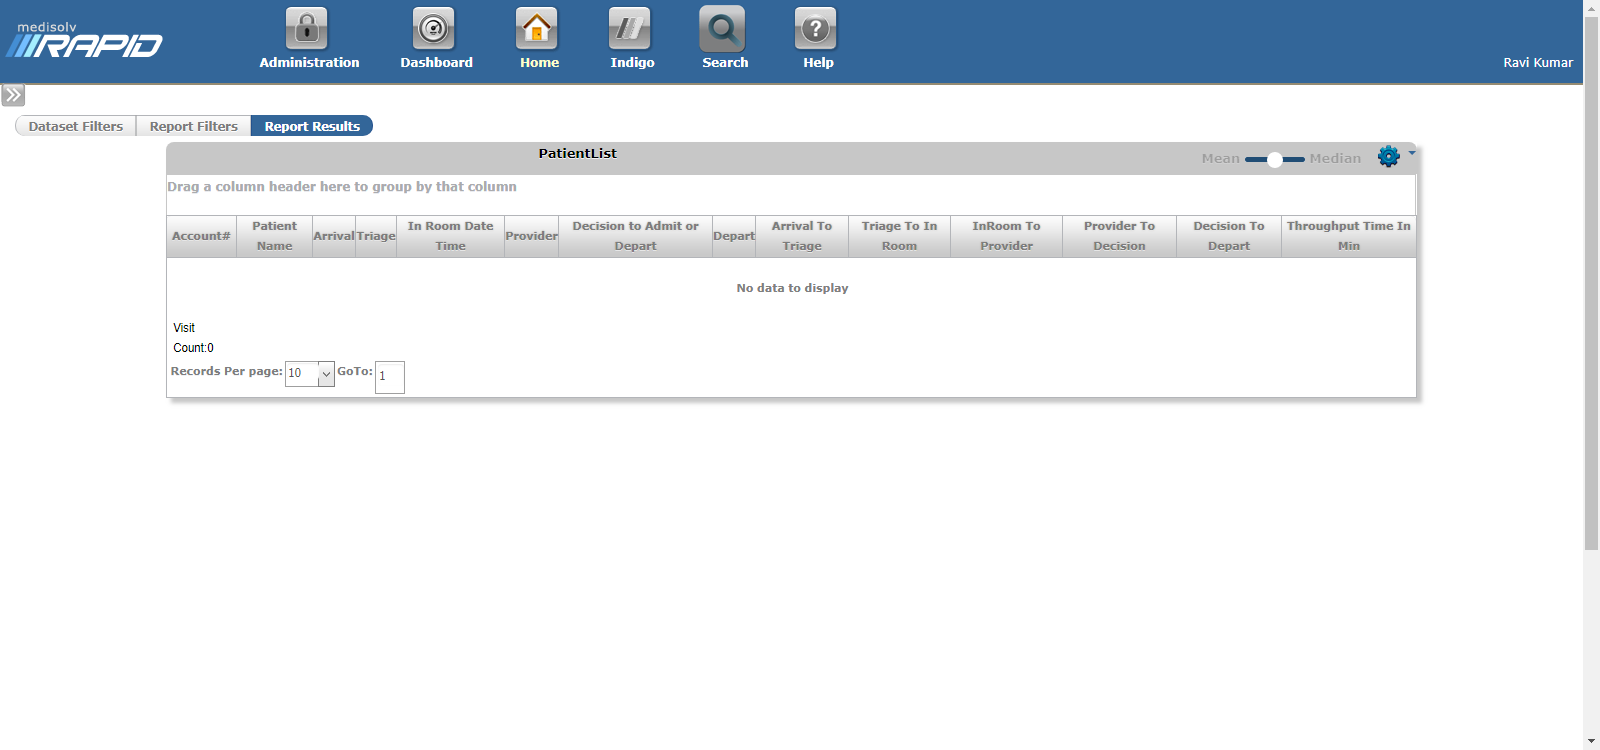 medisolv
RAPID
Administration
Dashboard
Home
Indigo
Search
Help
Ravi Kumar
Dataset Filters
Report Filters
Report Results
PatientList
Mean
Median
Drag a column header here to group by that column
Account#
Patient
Name
Arrival
Triage
In Room Date
Time
Provider
Decision to Admit or
Depart
Depart
Arrival To
Triage
Triage To In
Room
InRoom To
Provider
Provider To
Decision
Decision To
Depart
Throughput Time In
Min
No data to display
Visit
Count:0
Records Per page: 10 GoTo: 1